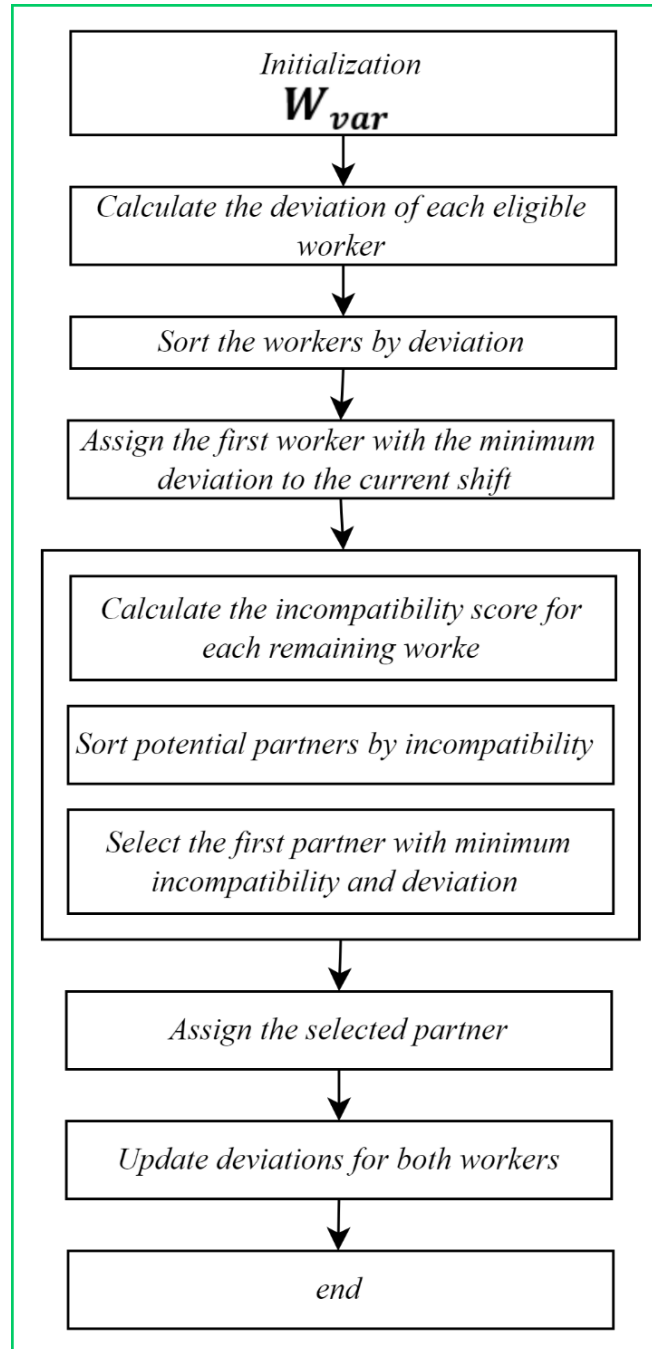 Initialization
W_var
Calculate the deviation of each eligible
worker
Sort the workers by deviation
Assign the first worker with the minimum
deviation to the current shift
Calculate the incompatibility score for
each remaining worke
Sort potential partners by incompatibility
Select the first partner with minimum
incompatibility and deviation
Assign the selected partner
Update deviations for both workers
end